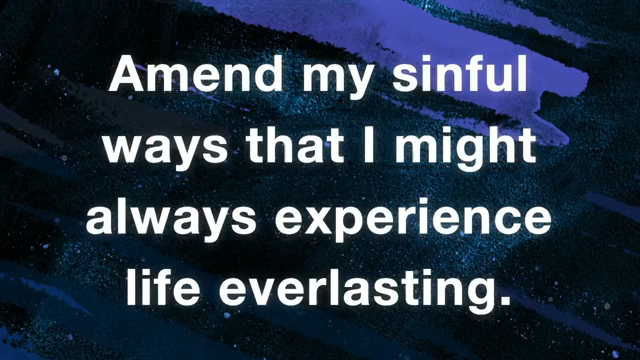 Amend my sinful
ways that I might
always experience
life everlasting.